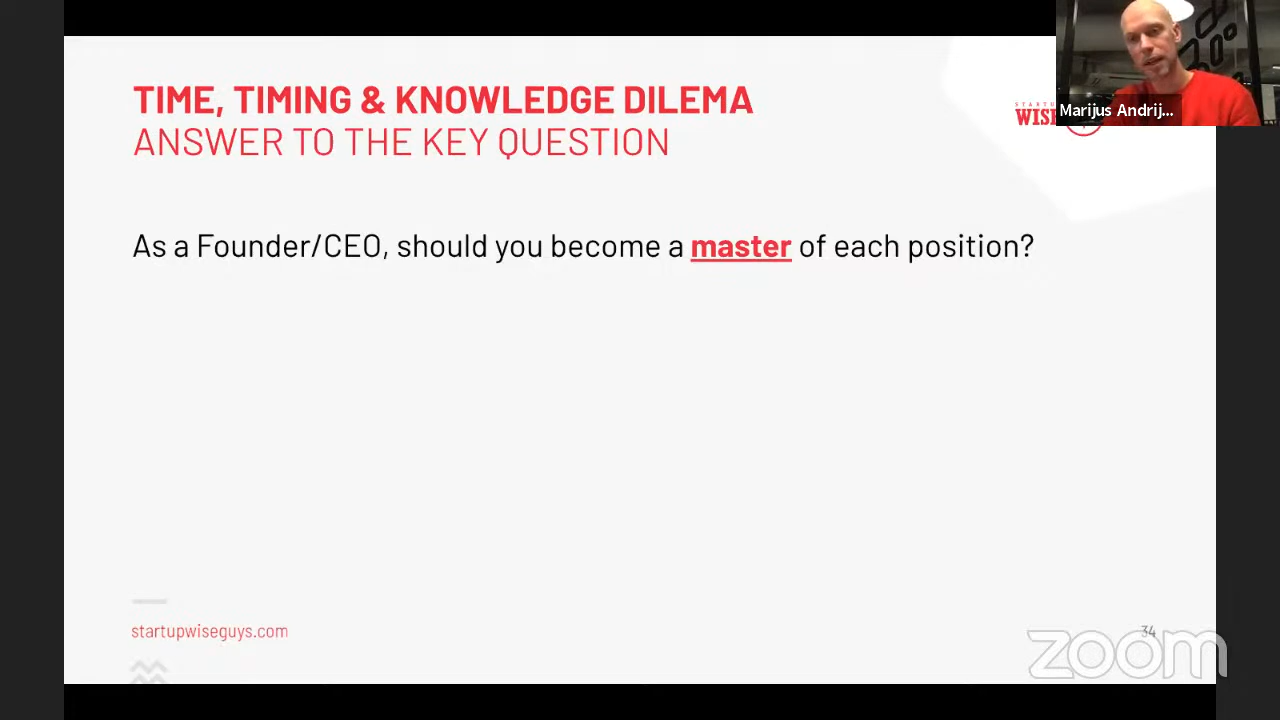 TIME, TIMING & KNOWLEDGE DILEMA
ANSWER TO THE KEY QUESTION
Marijus Andrij...
As a Founder/CEO, should you become a master of each position?
startupwiseguys.com
34
zoom